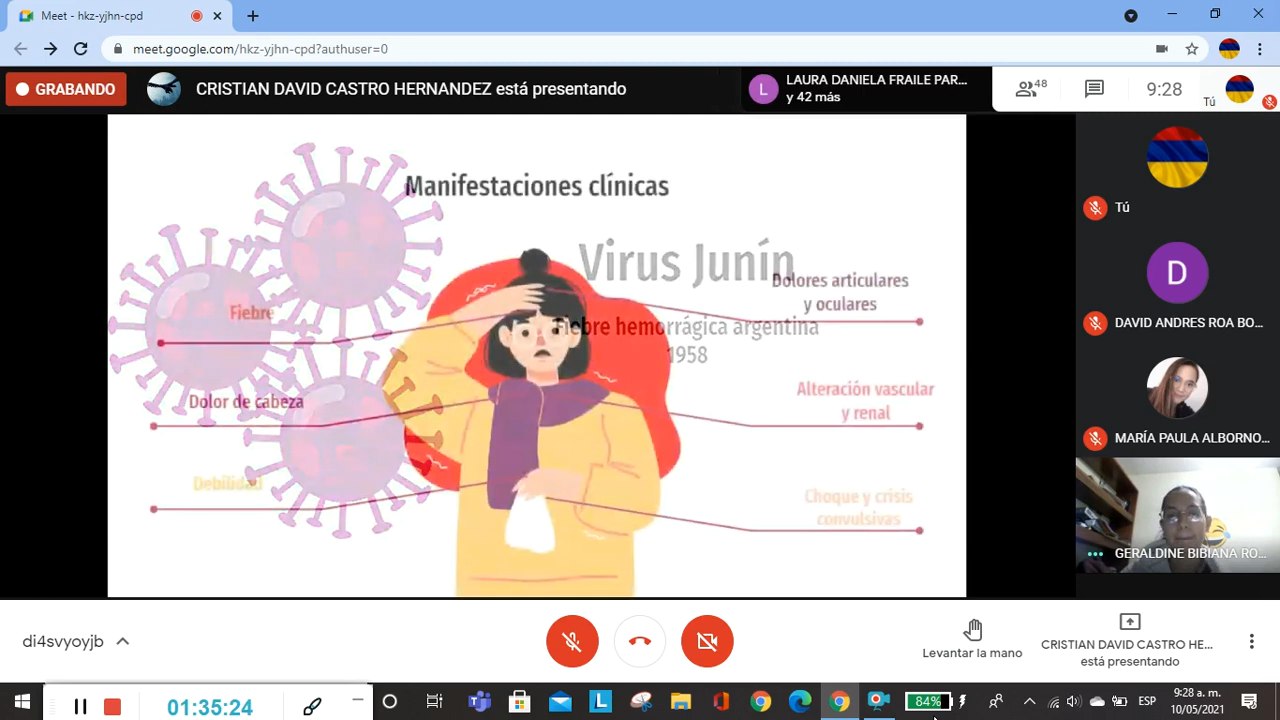 Meet - hkz-yjhn-cpd
meet.google.com/hkz-yjhn-cpd?authuser=0
GRABANDO
CRISTIAN DAVID CASTRO HERNANDEZ está presentando
L
LAURA DANIELA FRAILE PAR...
y 42 más
48
9:28
Tú
Manifestaciones clínicas
Virus Junín
Fiebre hemorrágica argentina
1958
Fiebre
Dolor de cabeza
Debilidad
Dolores articulares
y oculares
Alteración vascular
y renal
Choque y crisis
convulsivas
Tú
D
DAVID ANDRES ROA BO...
MARÍA PAULA ALBORNO...
GERALDINE BIBIANA RO...
di4svyoyjb
Levantar la mano
CRISTIAN DAVID CASTRO HE...
está presentando
01:35:24
L
84%
ESP
9:28 a. m.
10/05/2021